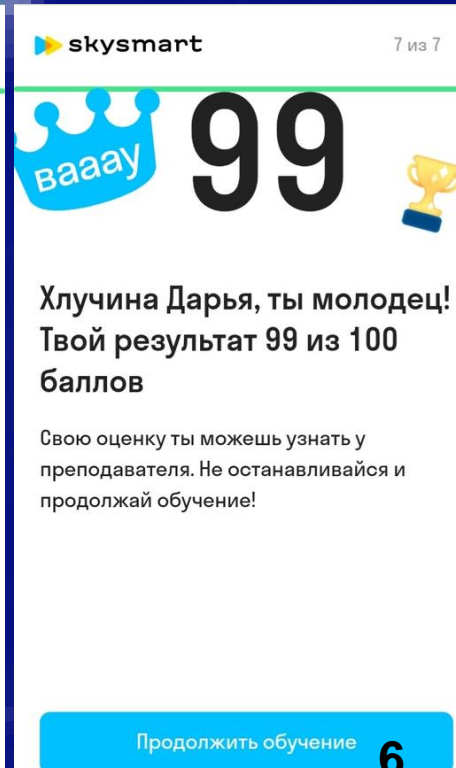 skysmart
7 из 7
вааау
99
Хлучина Дарья, ты молодец!
Твой результат 99 из 100
баллов
Свою оценку ты можешь узнать у
преподавателя. Не останавливайся и
продолжай обучение!
Продолжить обучение
6